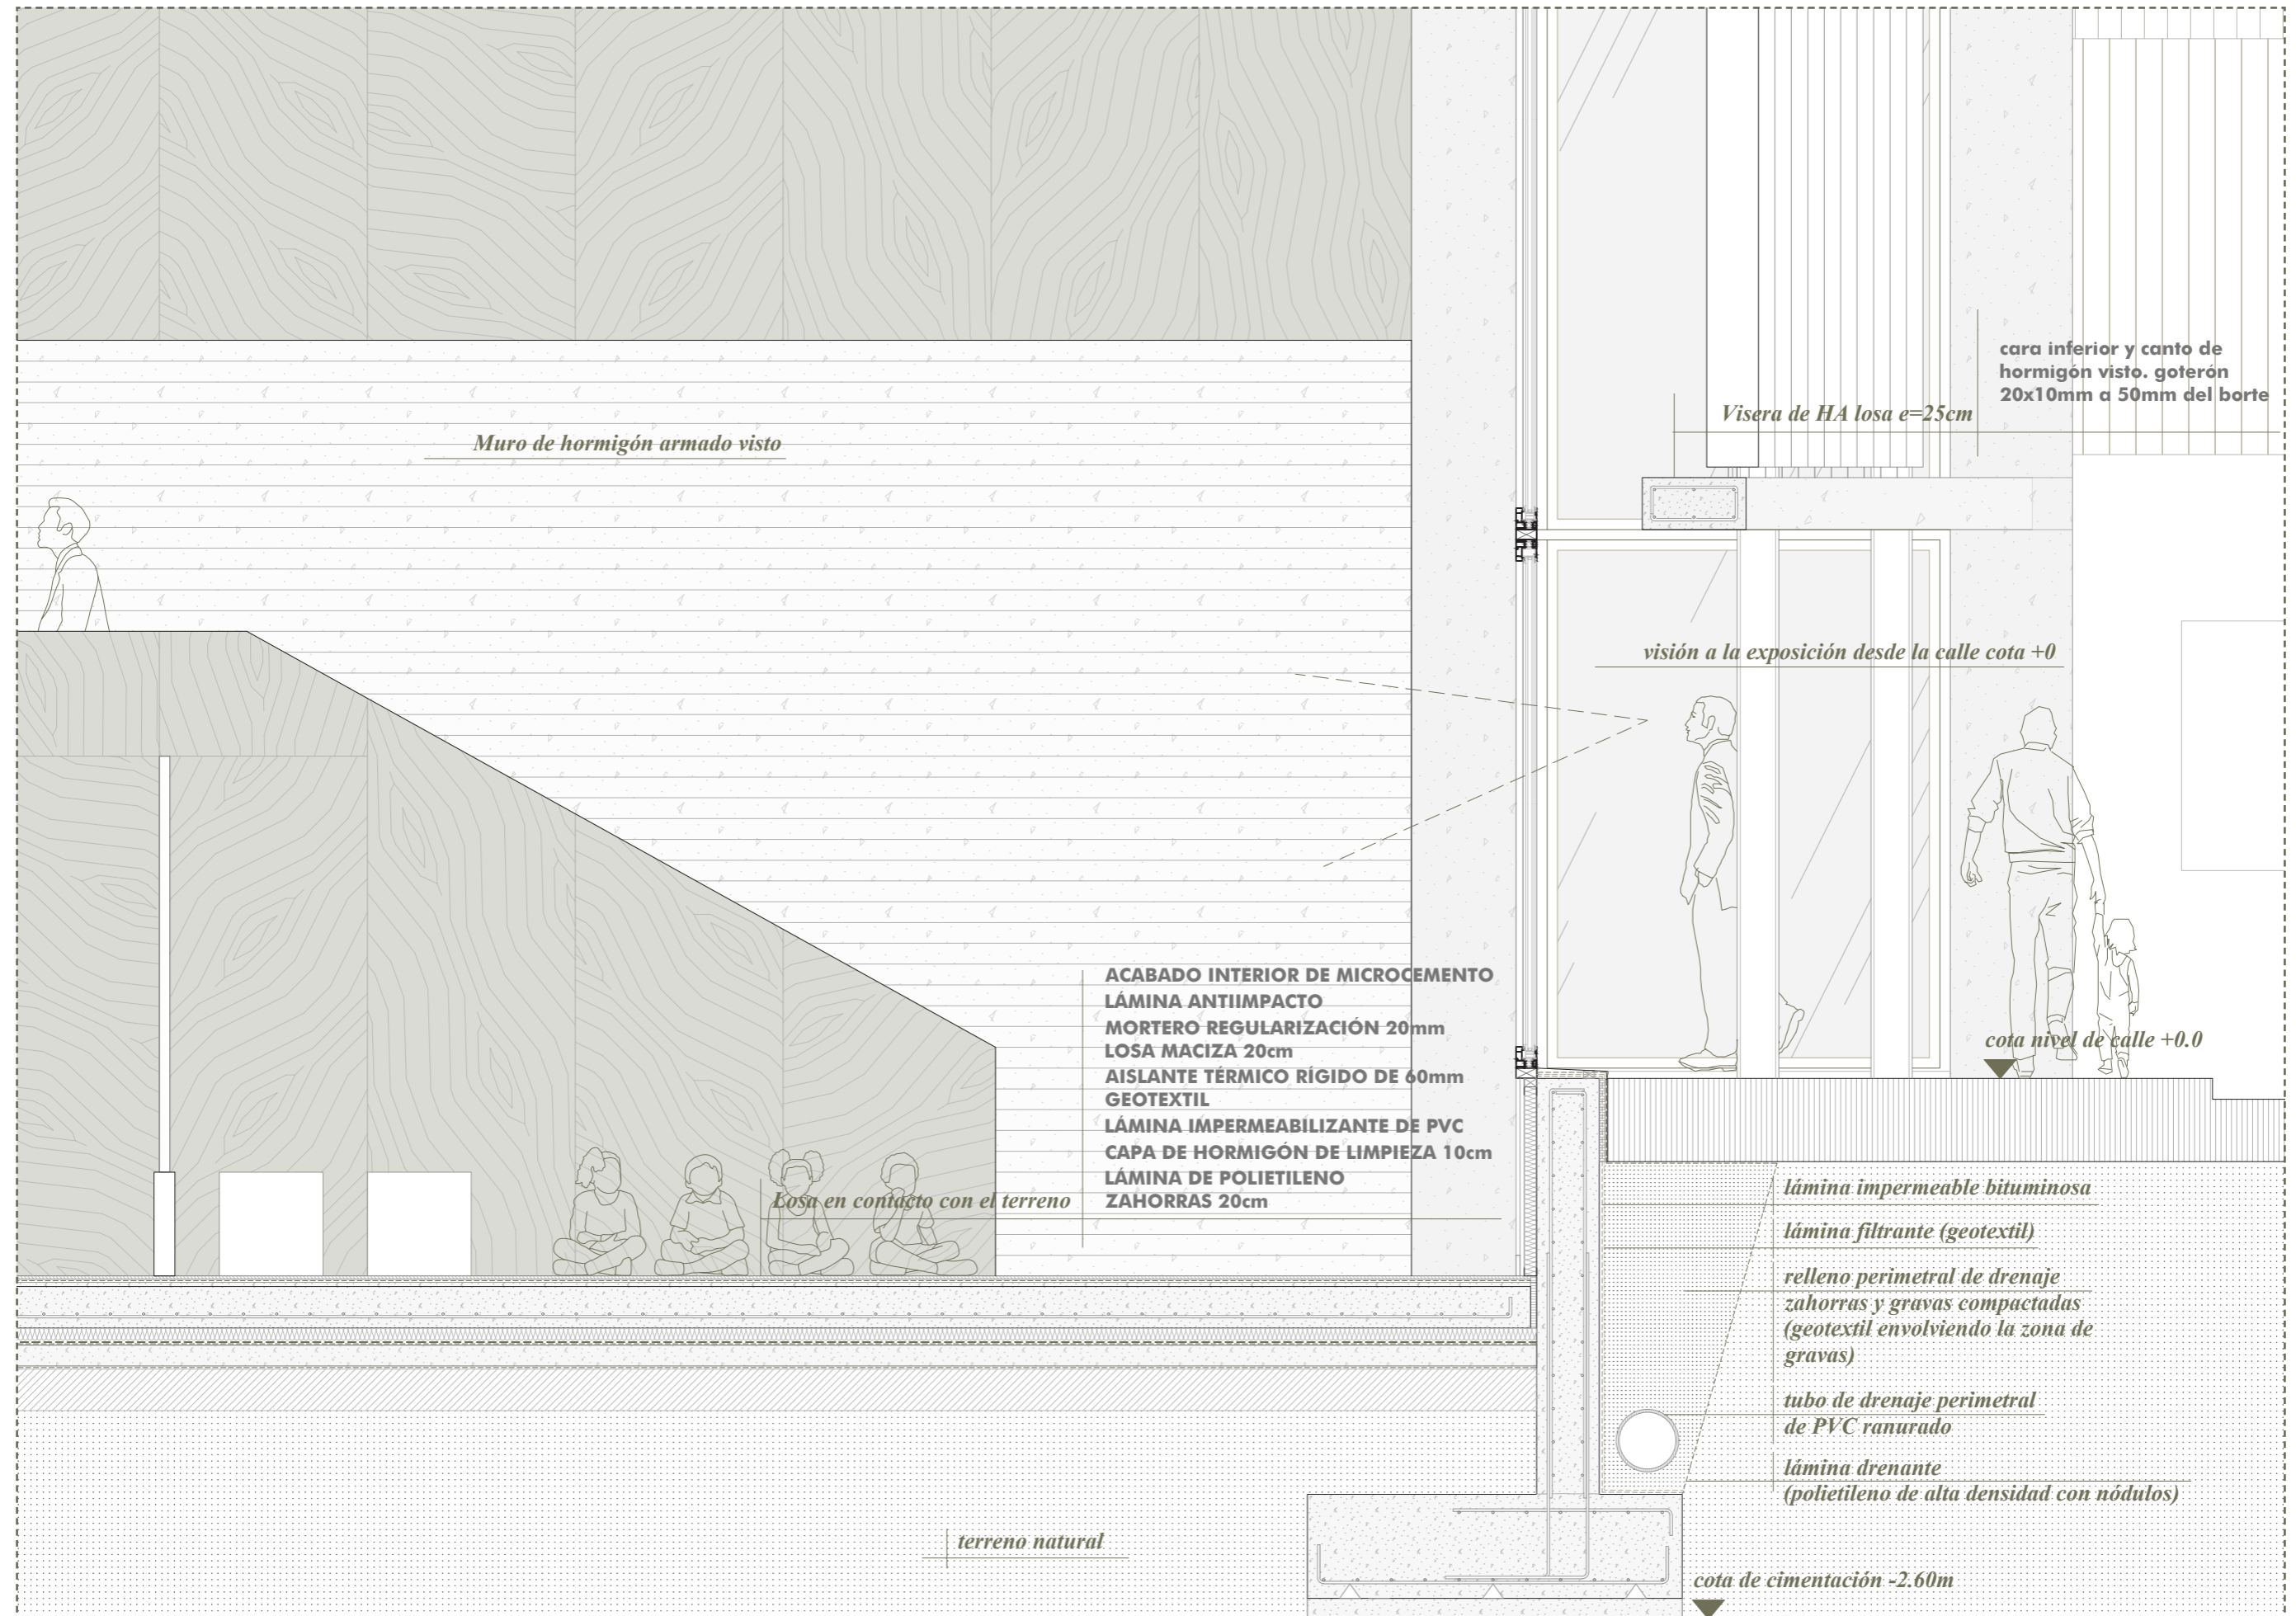 cara inferior y canto de
hormigón visto. goterón
20x10mm a 50mm del borte
Visera de HA losa e=25cm
Muro de hormigón armado visto
visión a la exposición desde la calle cota +0
ACABADO INTERIOR DE MICROCEMENTO
LÁMINA ANTIIMPACTO
MORTERO REGULARIZACIÓN 20mm
LOSA MACIZA 20cm
AISLANTE TÉRMICO RÍGIDO DE 60mm
GEOTEXTIL
LÁMINA IMPERMEABILIZANTE DE PVC
CAPA DE HORMIGÓN DE LIMPIEZA 10cm
LÁMINA DE POLIETILENO
ZAHORRAS 20cm
Losa en contacto con el terreno
cota nivel de calle +0.0
lámina impermeable bituminosa
lámina filtrante (geotextil)
relleno perimetral de drenaje
zahorras y gravas compactadas
(geotextil envolviendo la zona de
gravas)
tubo de drenaje perimetral
de PVC ranurado
lámina drenante
(polietileno de alta densidad con nódulos)
terreno natural
cota de cimentación -2.60m